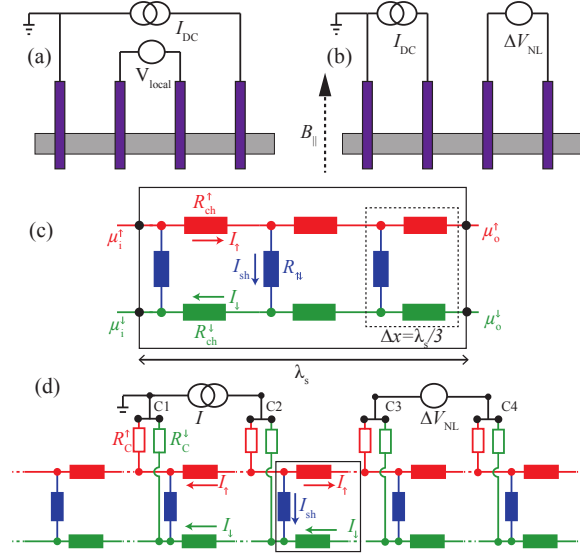 (a)
I_DC
V_local
(b)
I_DC
ΔV_NL
B_||
(c)
R_ch^↑
I_↑
μ_i^↑
μ_o^↑
I_sh
R_⇅
μ_i^↓
I_↓
R_ch^↓
μ_o^↓
Δx=λ_s/3
λ_s
(d)
C1
I
C2
C3
ΔV_NL
C4
R_C^↑
R_C^↓
I_↑
I_↑
I_sh
I_↓
I_↓